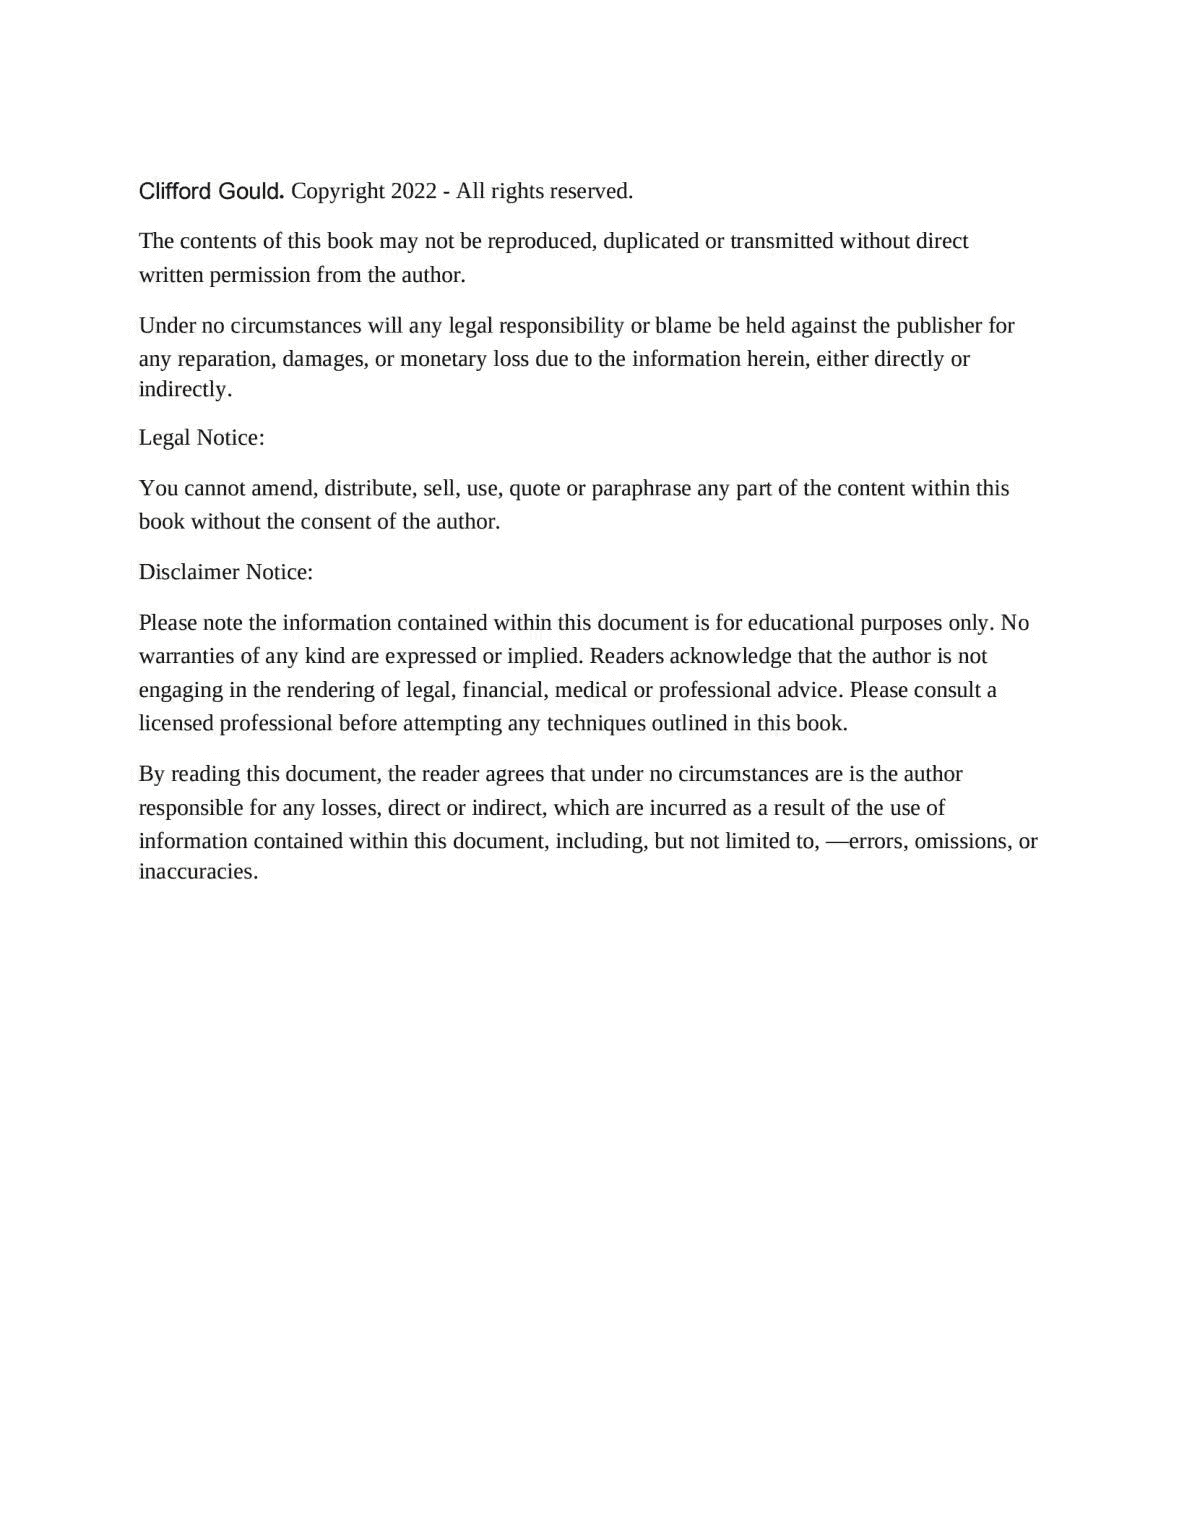 Clifford Gould. Copyright 2022 - All rights reserved.
The contents of this book may not be reproduced, duplicated or transmitted without direct
written permission from the author.
Under no circumstances will any legal responsibility or blame be held against the publisher for
any reparation, damages, or monetary loss due to the information herein, either directly or
indirectly.
Legal Notice:
You cannot amend, distribute, sell, use, quote or paraphrase any part of the content within this
book without the consent of the author.
Disclaimer Notice:
Please note the information contained within this document is for educational purposes only. No
warranties of any kind are expressed or implied. Readers acknowledge that the author is not
engaging in the rendering of legal, financial, medical or professional advice. Please consult a
licensed professional before attempting any techniques outlined in this book.
By reading this document, the reader agrees that under no circumstances are is the author
responsible for any losses, direct or indirect, which are incurred as a result of the use of
information contained within this document, including, but not limited to, —errors, omissions, or
inaccuracies.